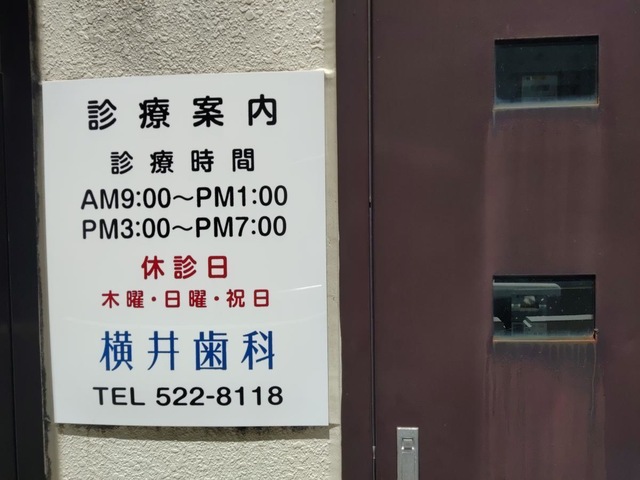 診療案内
診療時間
AM9:00～PM1:00
PM3:00～PM7:00
休診日
木曜・日曜・祝日
横井歯科
TEL 522-8118